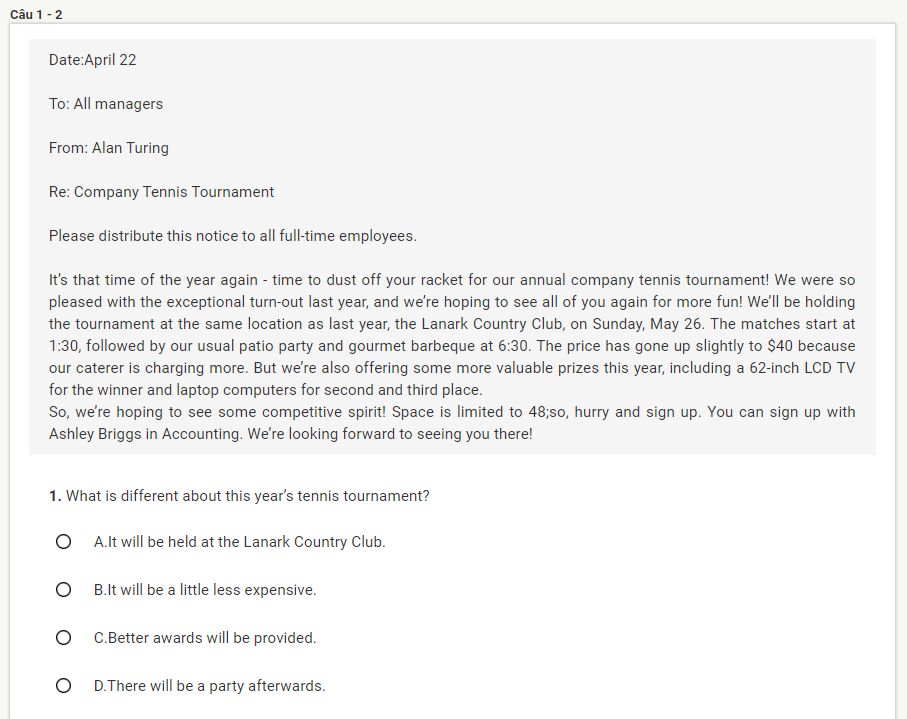 Câu 1 - 2
Date:April 22
To: All managers
From: Alan Turing
Re: Company Tennis Tournament
Please distribute this notice to all full-time employees.
It's that time of the year again - time to dust off your racket for our annual company tennis tournament! We were so
pleased with the exceptional turn-out last year, and we're hoping to see all of you again for more fun! We'll be holding
the tournament at the same location as last year, the Lanark Country Club, on Sunday, May 26. The matches start at
1:30, followed by our usual patio party and gourmet barbeque at 6:30. The price has gone up slightly to $40 because
our caterer is charging more. But we're also offering some more valuable prizes this year, including a 62-inch LCD TV
for the winner and laptop computers for second and third place.
So, we're hoping to see some competitive spirit! Space is limited to 48;so, hurry and sign up. You can sign up with
Ashley Briggs in Accounting. We're looking forward to seeing you there!
1. What is different about this year's tennis tournament?
A.It will be held at the Lanark Country Club.
B.It will be a little less expensive.
C.Better awards will be provided.
D.There will be a party afterwards.